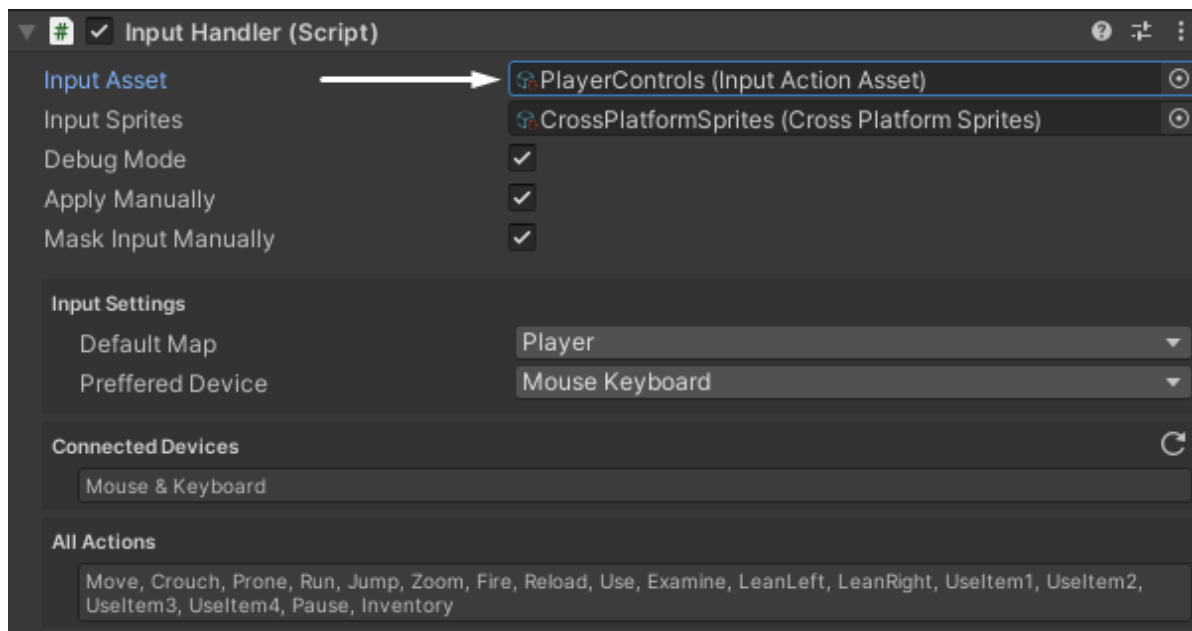 Input Handler (Script)
Input Asset PlayerControls (Input Action Asset)
Input Sprites CrossPlatformSprites (Cross Platform Sprites)
Debug Mode
Apply Manually
Mask Input Manually
Input Settings
Default Map Player
Preffered Device Mouse Keyboard
Connected Devices
Mouse & Keyboard
All Actions
Move, Crouch, Prone, Run, Jump, Zoom, Fire, Reload, Use, Examine, LeanLeft, LeanRight, UseItem1, UseItem2,
UseItem3, UseItem4, Pause, Inventory